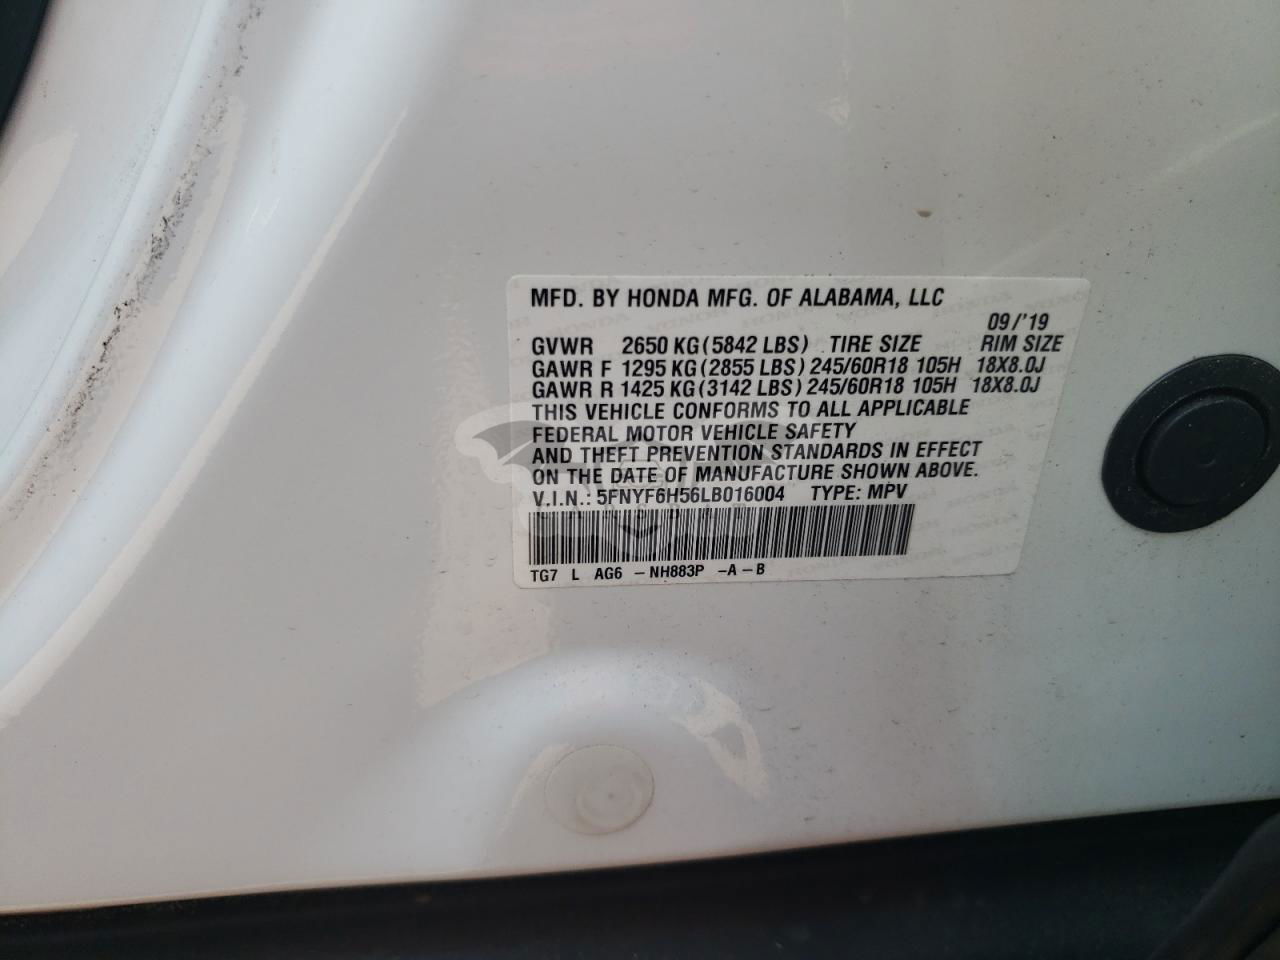 MFD. BY HONDA MFG. OF ALABAMA, LLC
09/'19
GVWR 2650 KG (5842 LBS) TIRE SIZE RIM SIZE
GAWR F 1295 KG (2855 LBS) 245/60R18 105H 18X8.0J
GAWR R 1425 KG (3142 LBS) 245/60R18 105H 18X8.0J
THIS VEHICLE CONFORMS TO ALL APPLICABLE
FEDERAL MOTOR VEHICLE SAFETY
AND THEFT PREVENTION STANDARDS IN EFFECT
ON THE DATE OF MANUFACTURE SHOWN ABOVE.
V.I.N.: 5FNYF6H56LB016004 TYPE: MPV
TG7 L AG6 – NH883P –A – B